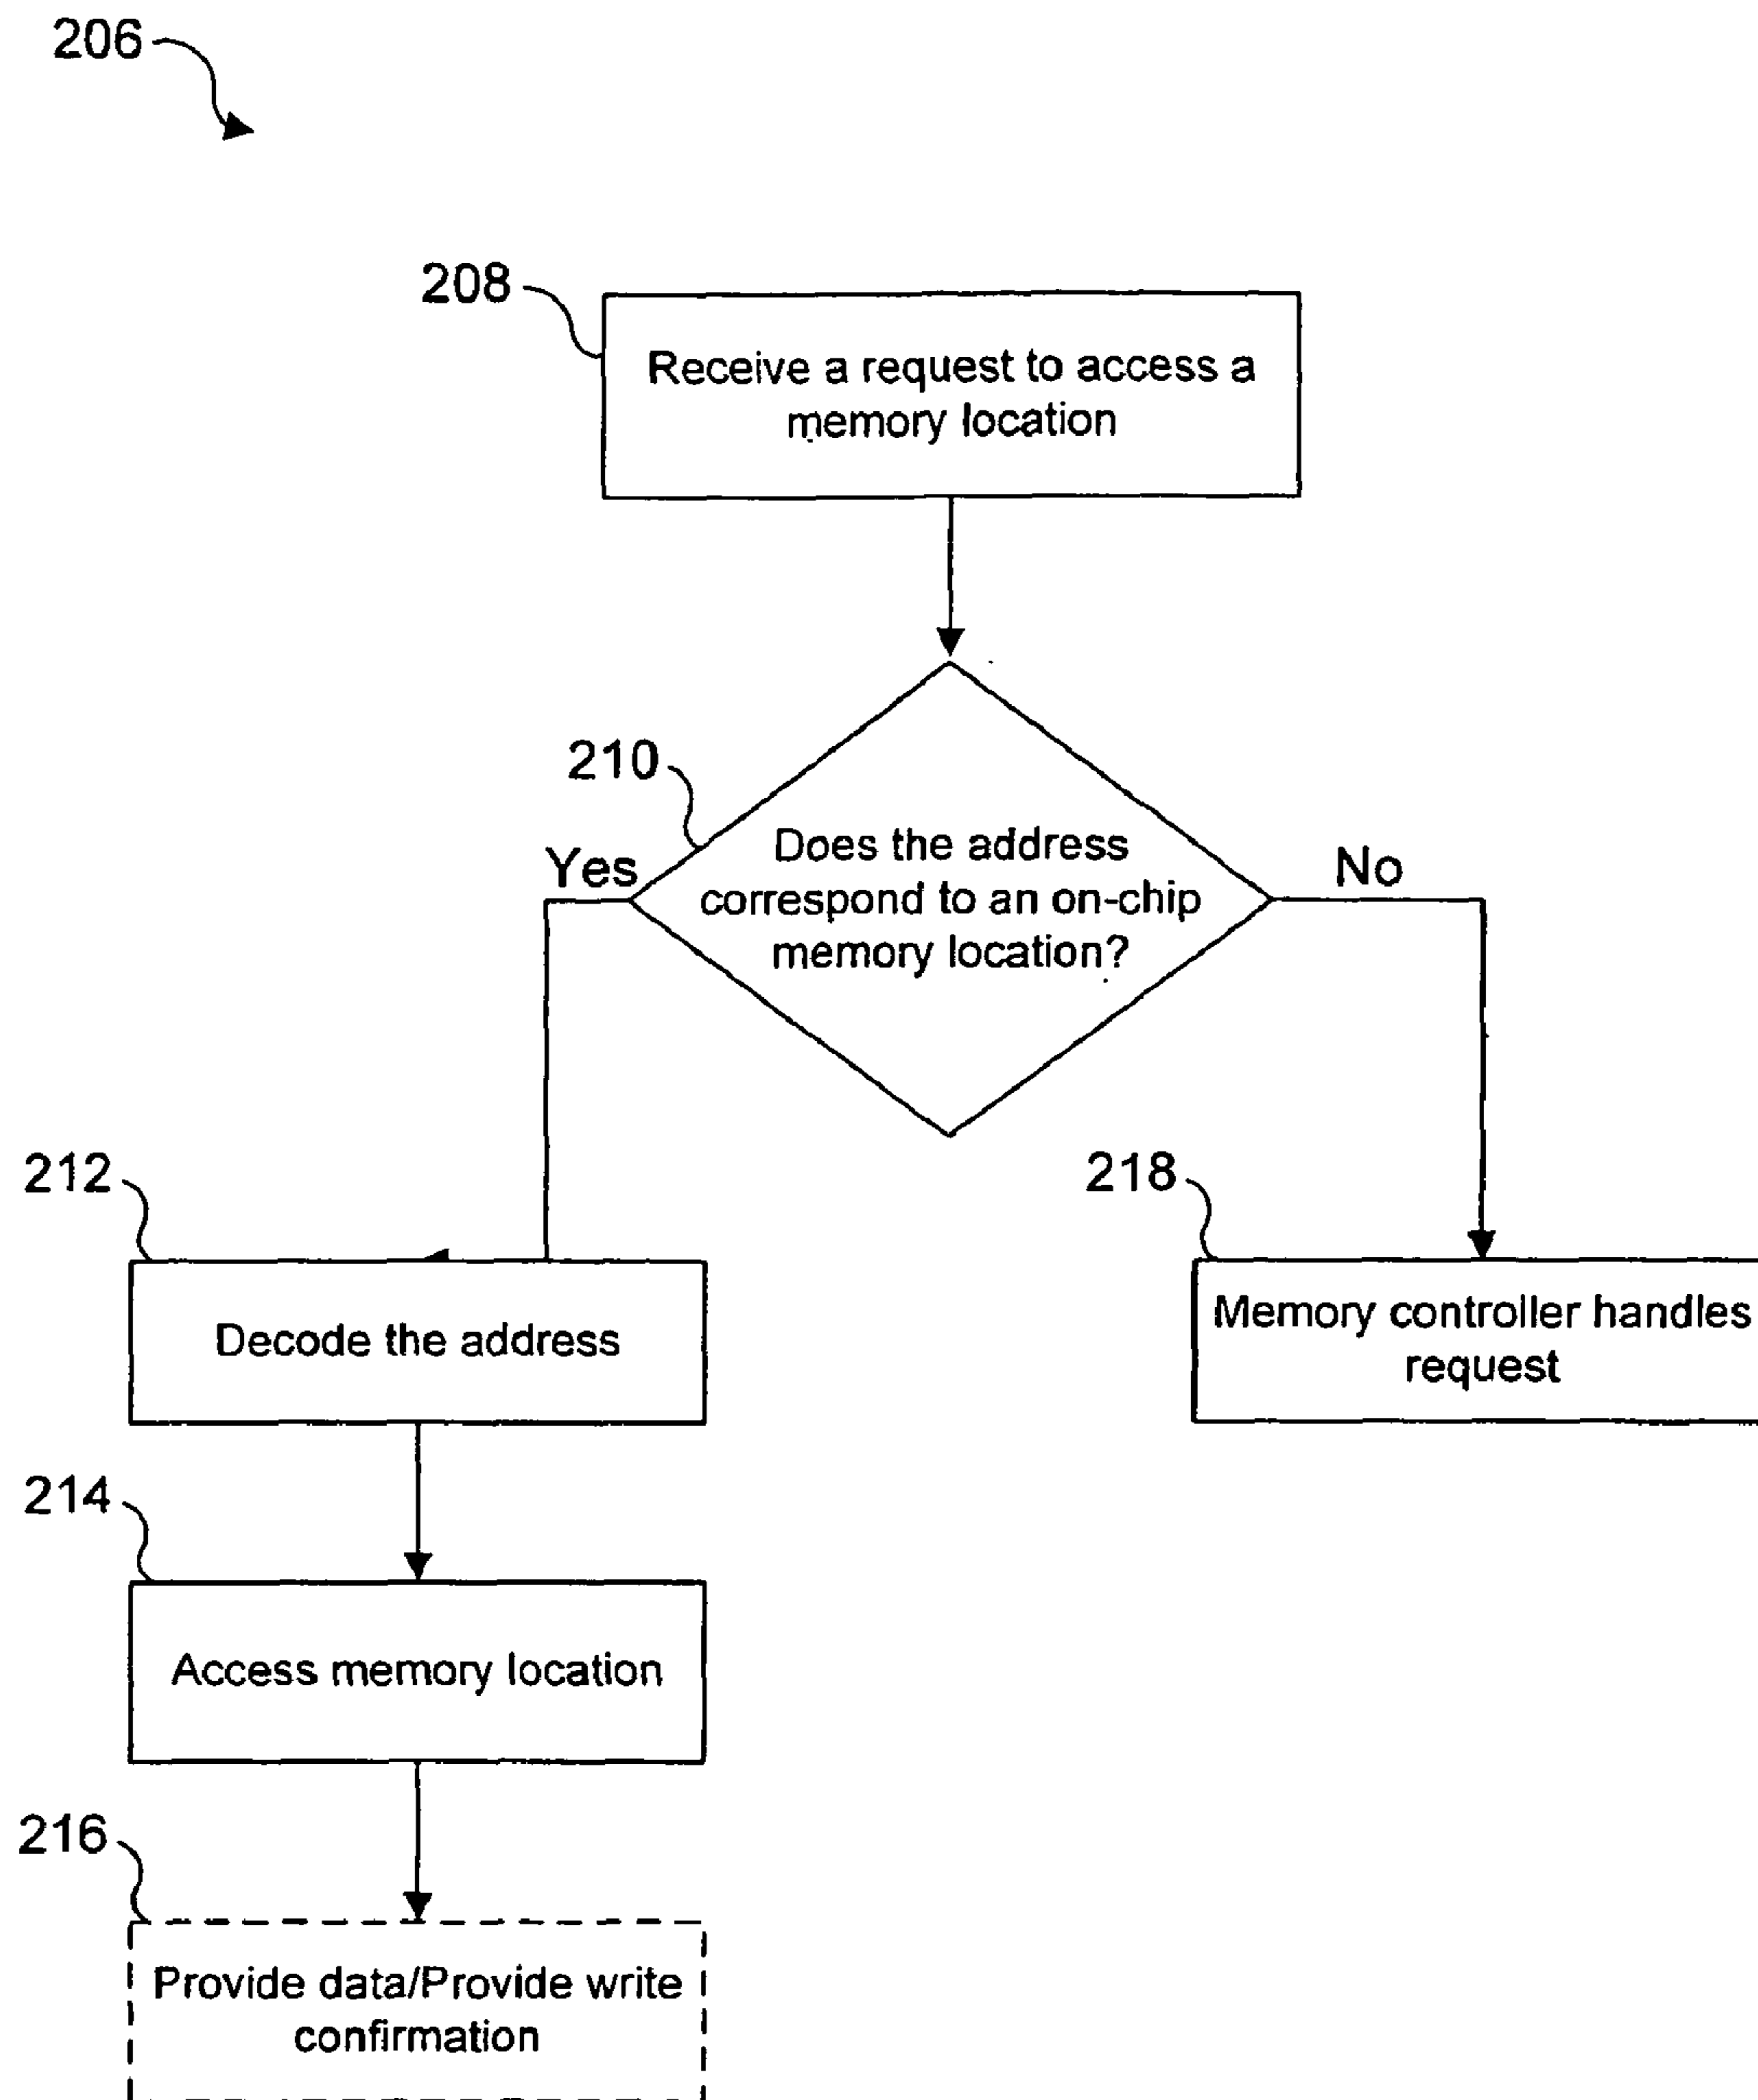 206
208
Receive a request to access a
memory location
210
Yes
Does the address
correspond to an on-chip
memory location?
No
212
218
Decode the address
Memory controller handles
request
214
Access memory location
216
Provide data/Provide write
confirmation